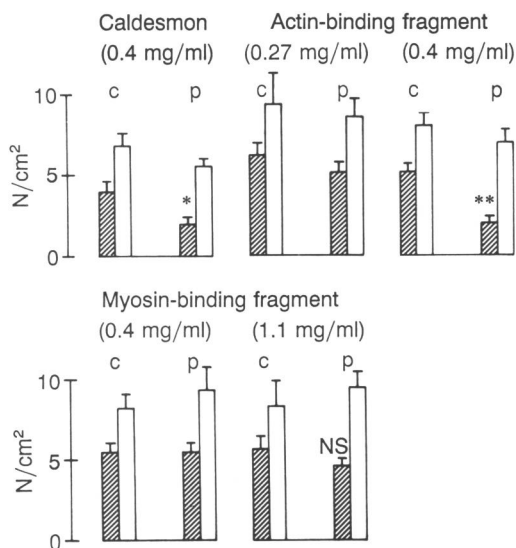 Caldesmon Actin-binding fragment
(0.4 mg/ml) (0.27 mg/ml) (0.4 mg/ml)
10 c p c p c p
N/cm²
5
* **
0
Myosin-binding fragment
(0.4 mg/ml) (1.1 mg/ml)
c p c p
10
N/cm²
5 NS
0